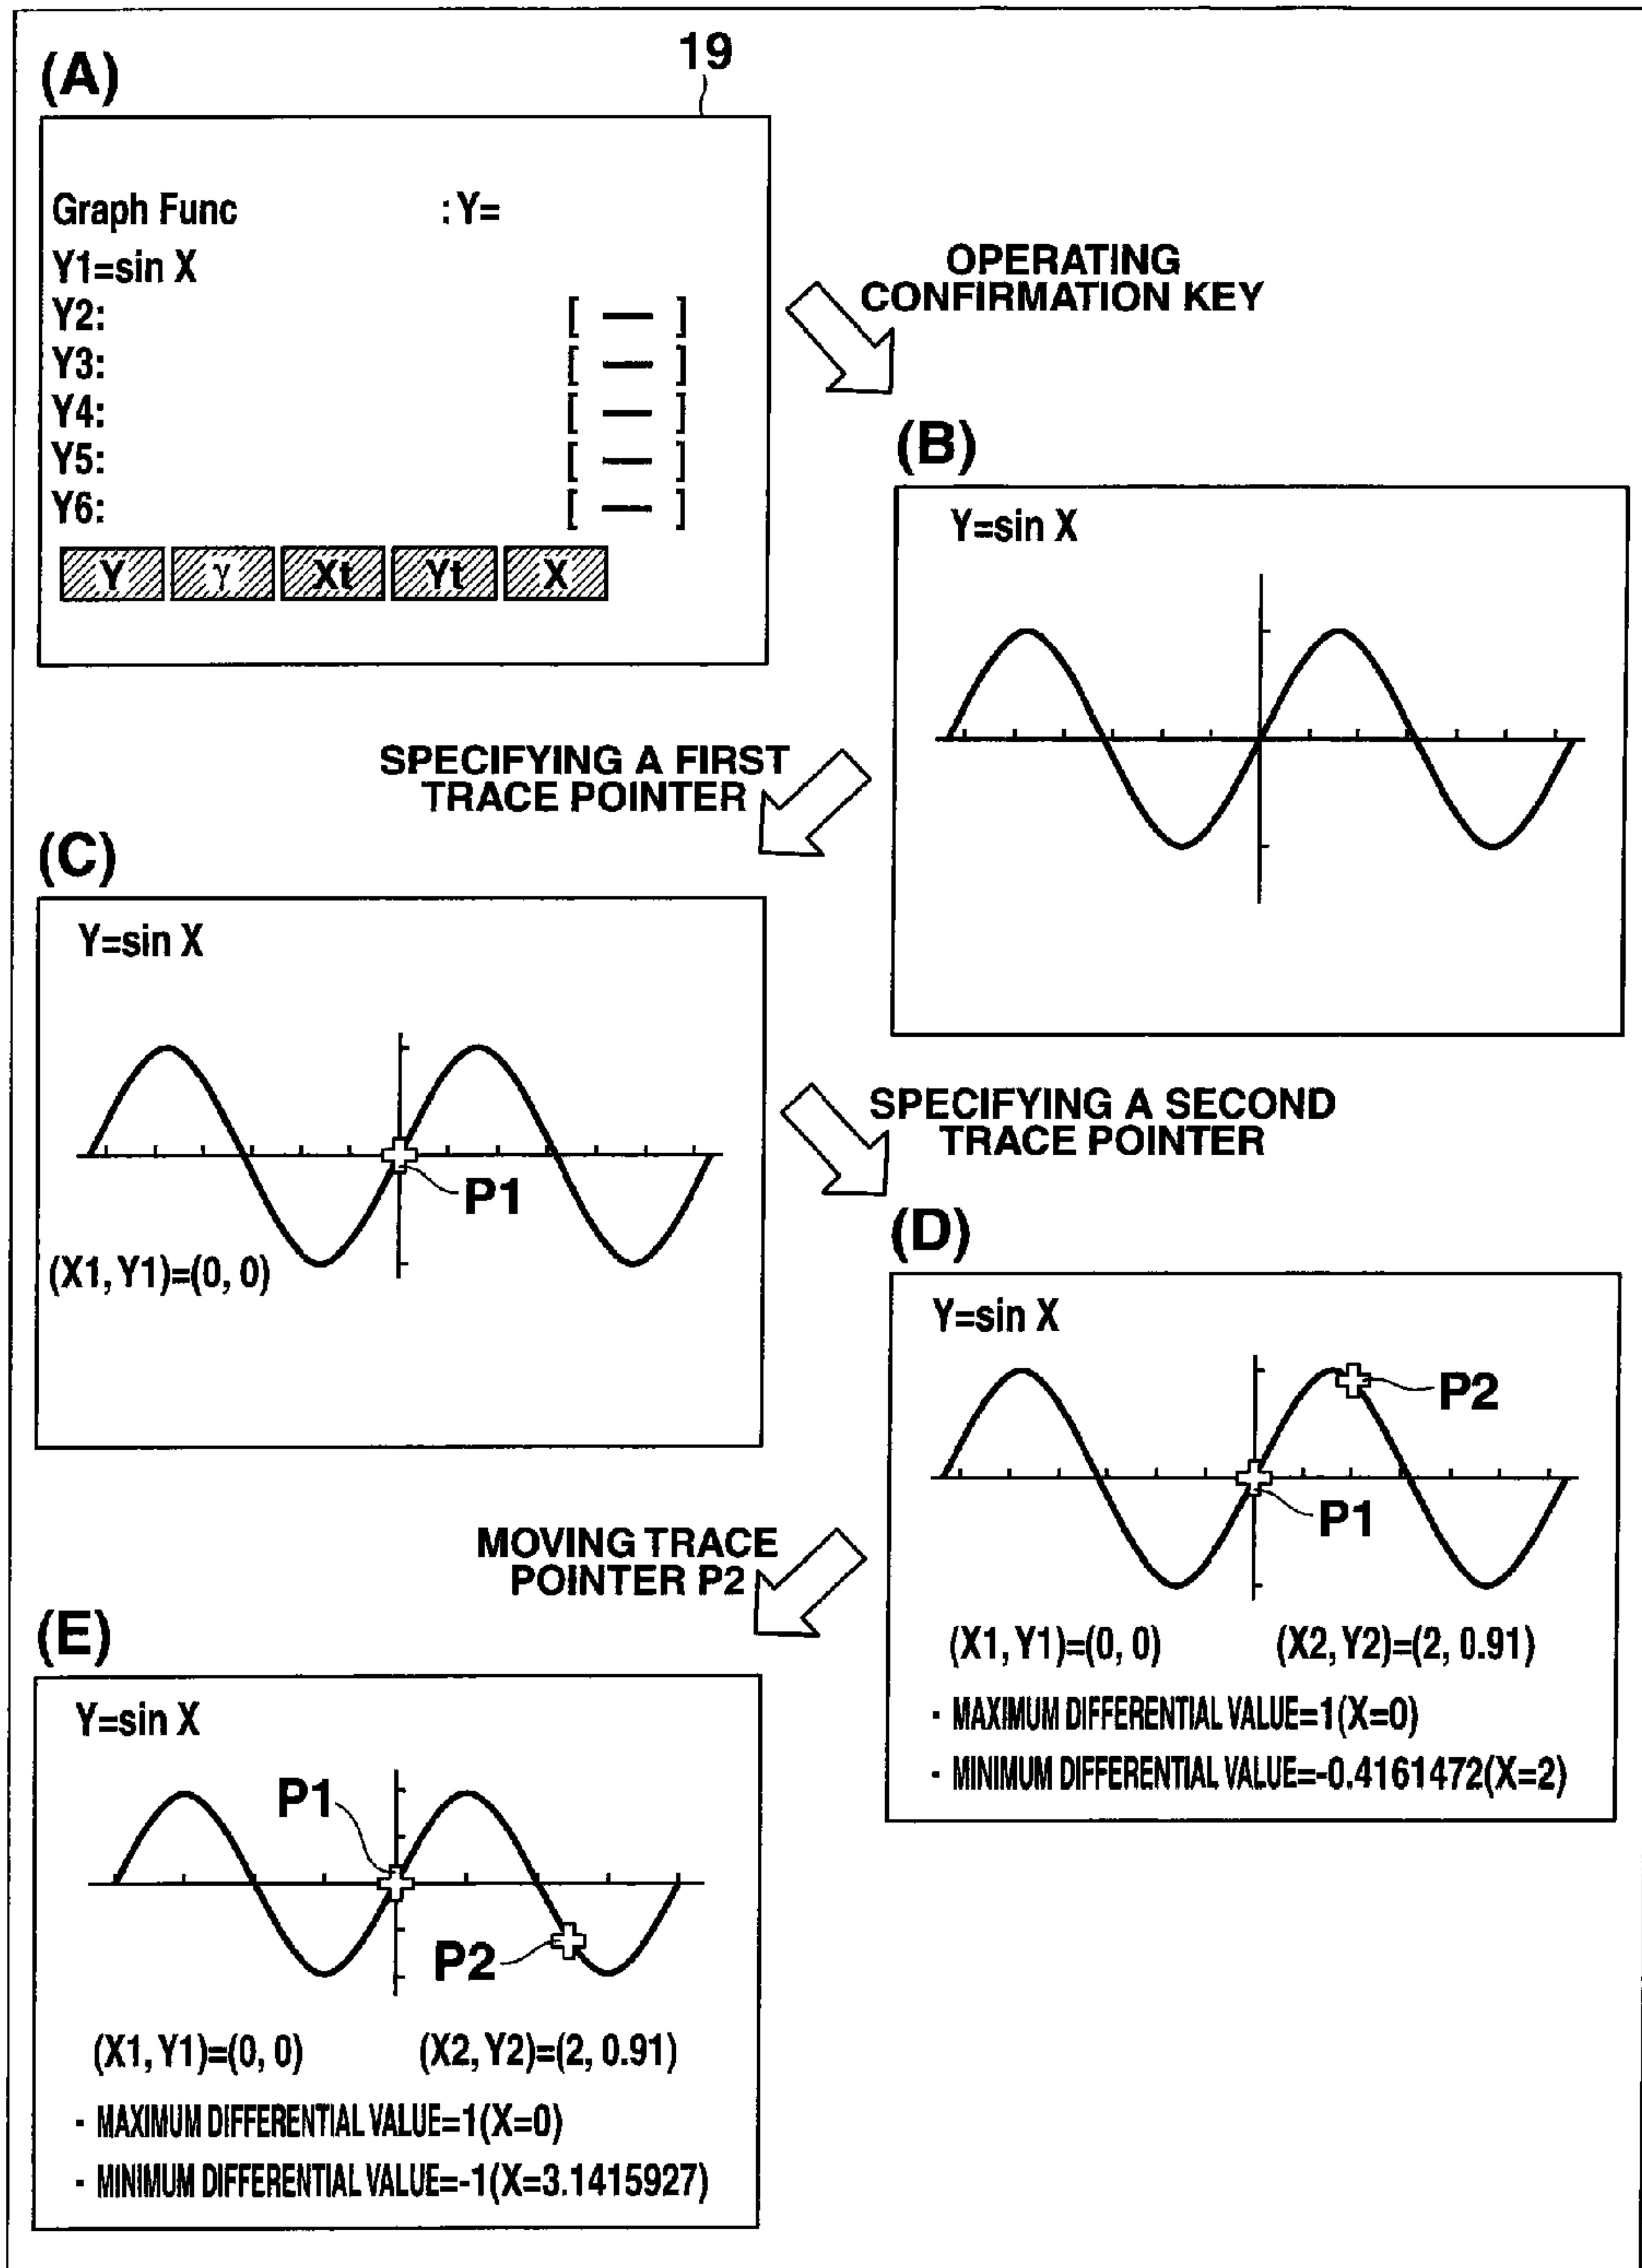 19
(A)
Graph Func :Y=
Y1=sin X
Y2: [ — ]
Y3: [ — ]
Y4: [ — ]
Y5: [ — ]
Y6: [ — ]
Y γ Xt Yt X
OPERATING
CONFIRMATION KEY
(B)
Y=sin X
SPECIFYING A FIRST
TRACE POINTER
(C)
Y=sin X
P1
(X1, Y1)=(0, 0)
SPECIFYING A SECOND
TRACE POINTER
(D)
Y=sin X
P2
P1
(X1, Y1)=(0, 0) (X2, Y2)=(2, 0.91)
- MAXIMUM DIFFERENTIAL VALUE=1(X=0)
- MINIMUM DIFFERENTIAL VALUE=-0.4161472(X=2)
MOVING TRACE
POINTER P2
(E)
Y=sin X
P1
P2
(X1, Y1)=(0, 0) (X2, Y2)=(2, 0.91)
- MAXIMUM DIFFERENTIAL VALUE=1(X=0)
- MINIMUM DIFFERENTIAL VALUE=-1(X=3.1415927)